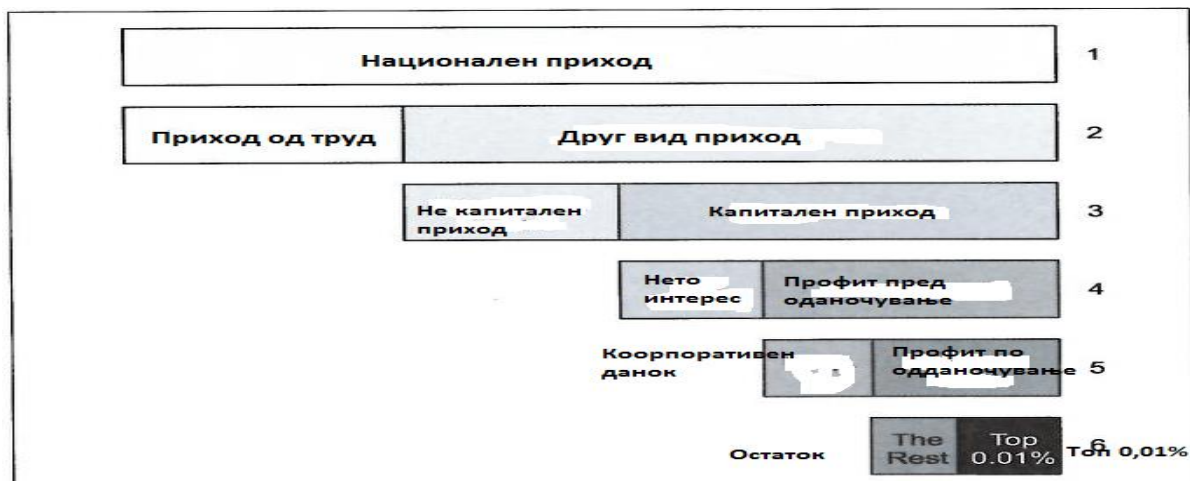 Национален приход 1
Приход од труд Друг вид приход 2
Не капитален приход Капитален приход 3
Нето интерес Профит пред оданочување 4
Коорпоративен данок Профит по одданочување 5
Остаток The Rest Top 0.01% 6 Топ 0,01%